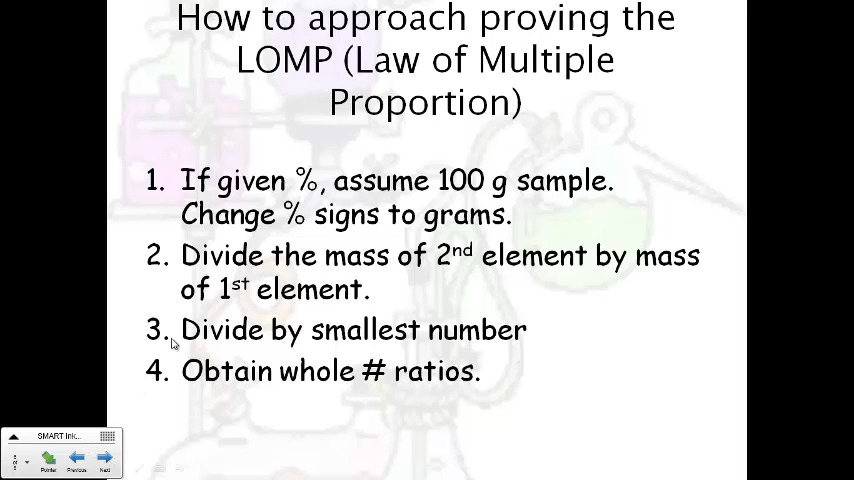 How to approach proving the
LOMP (Law of Multiple
Proportion)
1. If given %, assume 100 g sample.
Change % signs to grams.
2. Divide the mass of 2nd element by mass
of 1st element.
3. Divide by smallest number
4. Obtain whole # ratios.
SMART Ink...
Pointer Previous Next